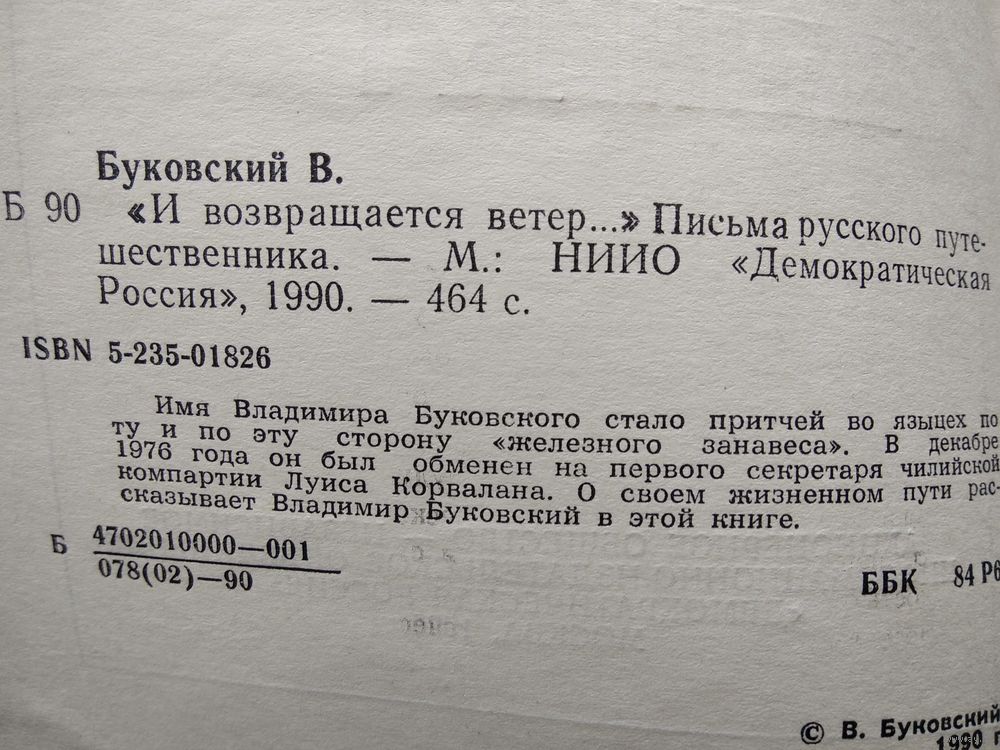 Буковский В.
Б 90 «И возвращается ветер...» Письма русского путе-
шественника. — М.: НИИО «Демократическая
Россия», 1990. — 464 с.
ISBN 5-235-01826
Имя Владимира Буковского стало притчей во языцех по
ту и по эту сторону «железного занавеса». В декабре
1976 года он был обменен на первого секретаря чилийской
компартии Луиса Корвалана. О своем жизненном пути рас-
сказывает Владимир Буковский в этой книге.
Б 4702010000—001
078(02)—90
ББК 84 Р6
© В. Буковский
1990 г